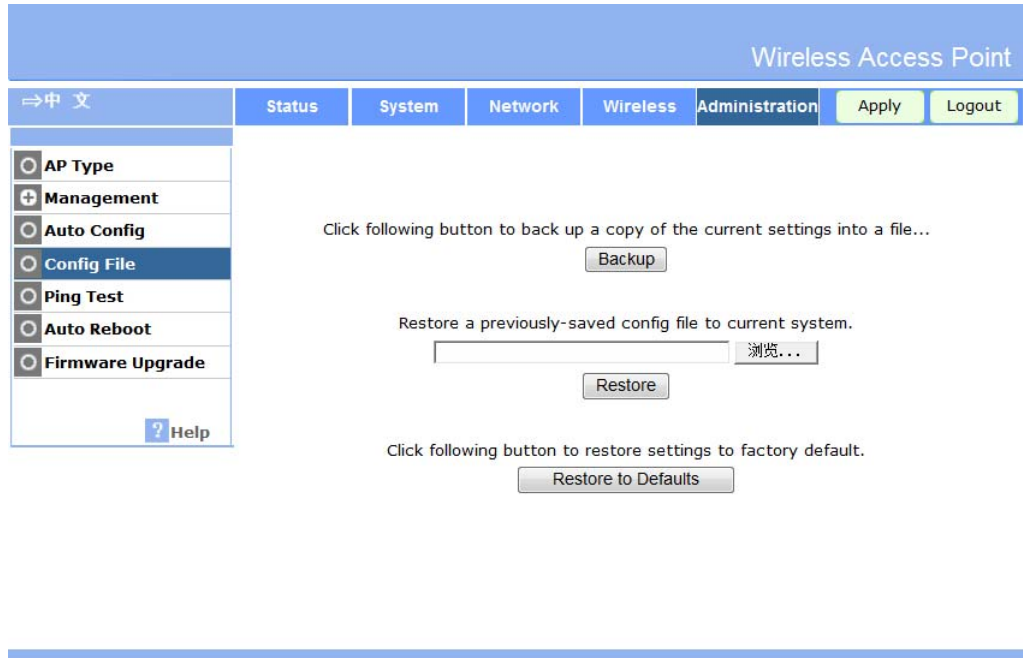 Wireless Access Point
⇒中 文
Status System Network Wireless Administration Apply Logout
AP Type
Management
Auto Config
Config File
Ping Test
Auto Reboot
Firmware Upgrade
? Help
Click following button to back up a copy of the current settings into a file...
Backup
Restore a previously-saved config file to current system.
浏览...
Restore
Click following button to restore settings to factory default.
Restore to Defaults